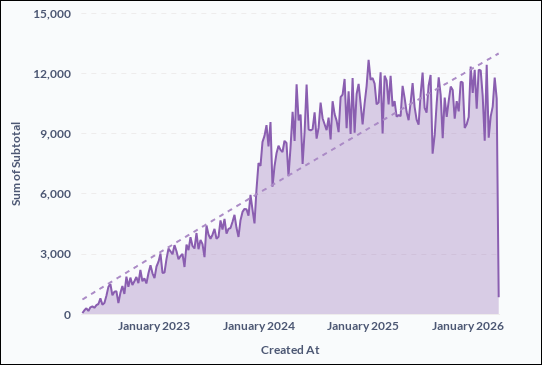 15,000
12,000
9,000
6,000
3,000
0
Sum of Subtotal
January 2023
January 2024
January 2025
January 2026
Created At